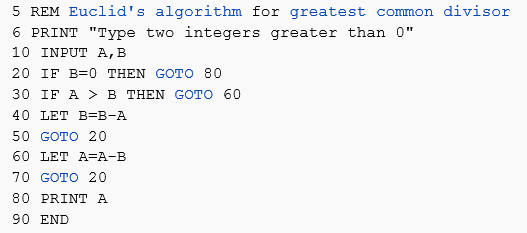 5 REM Euclid's algorithm for greatest common divisor
6 PRINT "Type two integers greater than 0"
10 INPUT A,B
20 IF B=0 THEN GOTO 80
30 IF A > B THEN GOTO 60
40 LET B=B-A
50 GOTO 20
60 LET A=A-B
70 GOTO 20
80 PRINT A
90 END